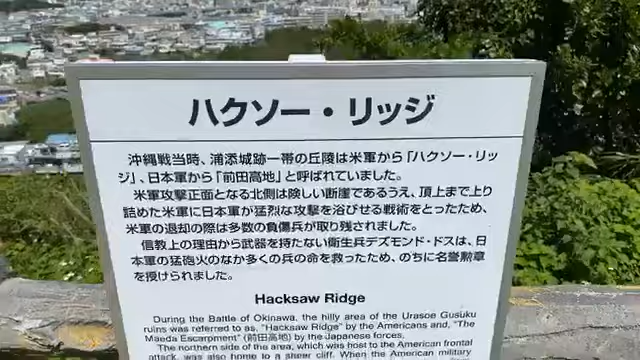 ハクソー・リッジ
沖縄戦当時、浦添城跡一帯の丘陵は米軍から「ハクソー・リッ
ジ」、日本軍から「前田高地」と呼ばれていました。
米軍攻撃正面となる北側は険しい断崖であるうえ、頂上まで上り
詰めた米軍に日本軍が猛烈な攻撃を浴びせる戦術をとったため、
米軍の退却の際は多数の負傷兵が取り残されました。
信教上の理由から武器を持たない衛生兵デズモンド・ドスは、日
本軍の猛砲火のなか多くの兵の命を救ったため、のちに名誉勲章
を授けられました。
Hacksaw Ridge
During the Battle of Okinawa, the hilly area of the Urasoe Gusuku
ruins was referred to as, "Hacksaw Ridge" by the Americans and, "The
Maeda Escarpment" (前田高地) by the Japanese forces.
The northern side of the area, which was host to the American frontal
attack, was also home to a sheer cliff. When the American military